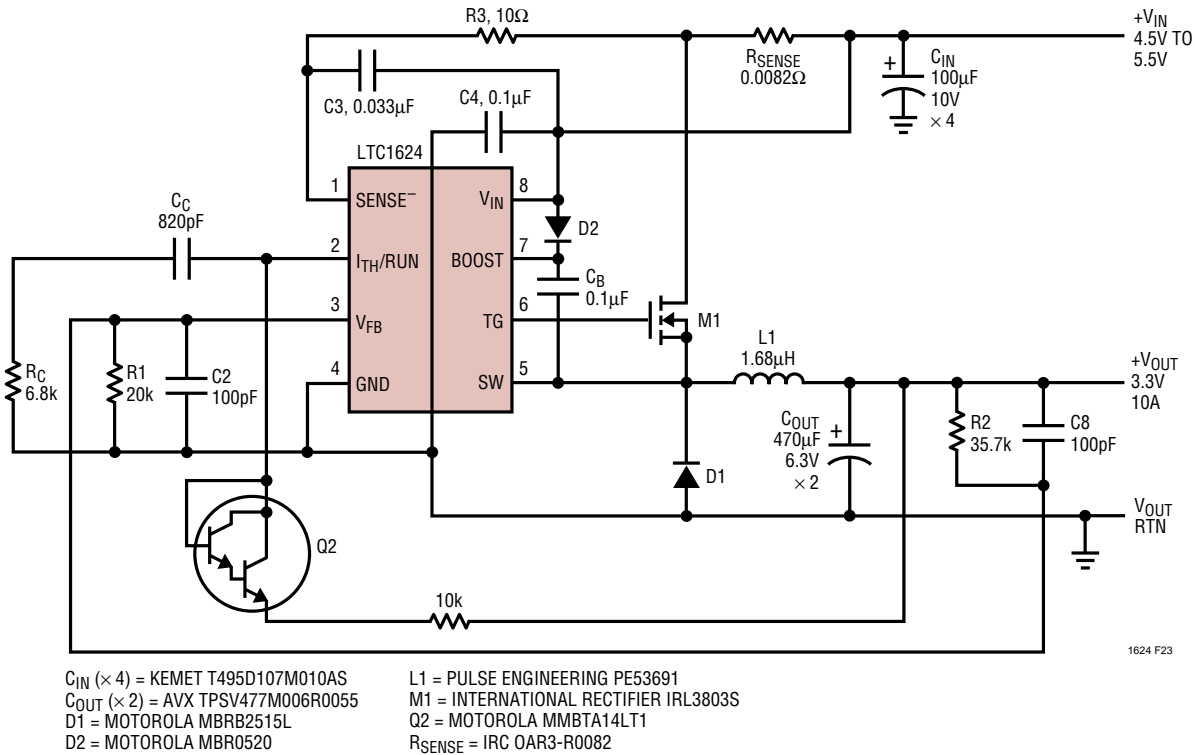 R3, 10Ω
RSENSE
0.0082Ω
+
CIN
100µF
10V
× 4
+VIN
4.5V TO
5.5V
C3, 0.033µF
C4, 0.1µF
LTC1624
1
SENSE–
VIN
8
D2
CC
820pF
2
ITH/RUN
BOOST
7
CB
0.1µF
3
VFB
TG
6
M1
4
GND
SW
5
L1
1.68µH
RC
6.8k
R1
20k
C2
100pF
COUT
470µF
6.3V
× 2
+
R2
35.7k
C8
100pF
+VOUT
3.3V
10A
D1
VOUT
RTN
Q2
10k
1624 F23
CIN (× 4) = KEMET T495D107M010AS
COUT (× 2) = AVX TPSV477M006R0055
D1 = MOTOROLA MBRB2515L
D2 = MOTOROLA MBR0520
L1 = PULSE ENGINEERING PE53691
M1 = INTERNATIONAL RECTIFIER IRL3803S
Q2 = MOTOROLA MMBTA14LT1
RSENSE = IRC OAR3-R0082